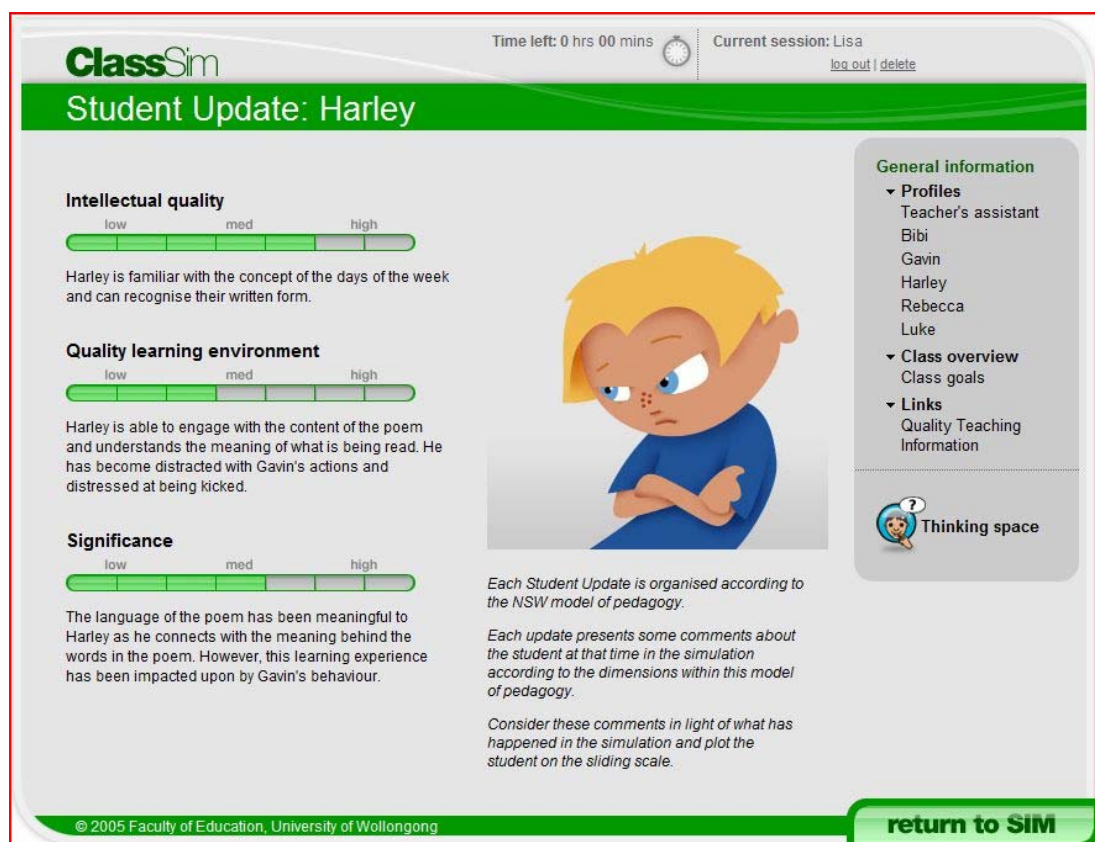 ClassSim
Time left: 0 hrs 00 mins
Current session: Lisa
log out | delete
Student Update: Harley
Intellectual quality
low med high
Harley is familiar with the concept of the days of the week
and can recognise their written form.
Quality learning environment
low med high
Harley is able to engage with the content of the poem
and understands the meaning of what is being read. He
has become distracted with Gavin's actions and
distressed at being kicked.
Significance
low med high
The language of the poem has been meaningful to
Harley as he connects with the meaning behind the
words in the poem. However, this learning experience
has been impacted upon by Gavin's behaviour.
Each Student Update is organised according to
the NSW model of pedagogy.
Each update presents some comments about
the student at that time in the simulation
according to the dimensions within this model
of pedagogy.
Consider these comments in light of what has
happened in the simulation and plot the
student on the sliding scale.
General information
Profiles
Teacher's assistant
Bibi
Gavin
Harley
Rebecca
Luke
Class overview
Class goals
Links
Quality Teaching
Information
?
Thinking space
© 2005 Faculty of Education, University of Wollongong
return to SIM